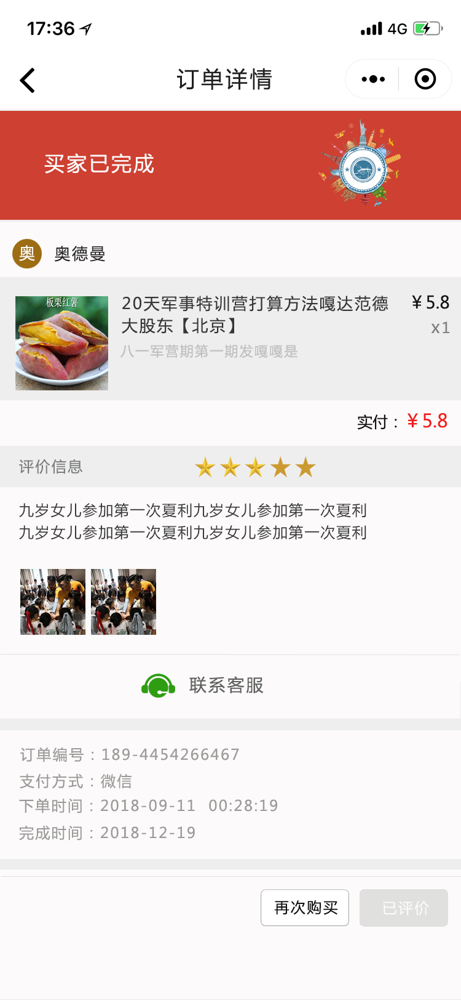 17:36
4G
订单详情
买家已完成
奥
奥德曼
板栗红薯
20天军事特训营打算方法嘎达范德
大股东【北京】
¥5.8
x1
八一军营期第一期发嘎嘎是
实付：¥5.8
评价信息
九岁女儿参加第一次夏利九岁女儿参加第一次夏利
九岁女儿参加第一次夏利九岁女儿参加第一次夏利
联系客服
订单编号：189-4454266467
支付方式：微信
下单时间：2018-09-11 00:28:19
完成时间：2018-12-19
再次购买
已评价